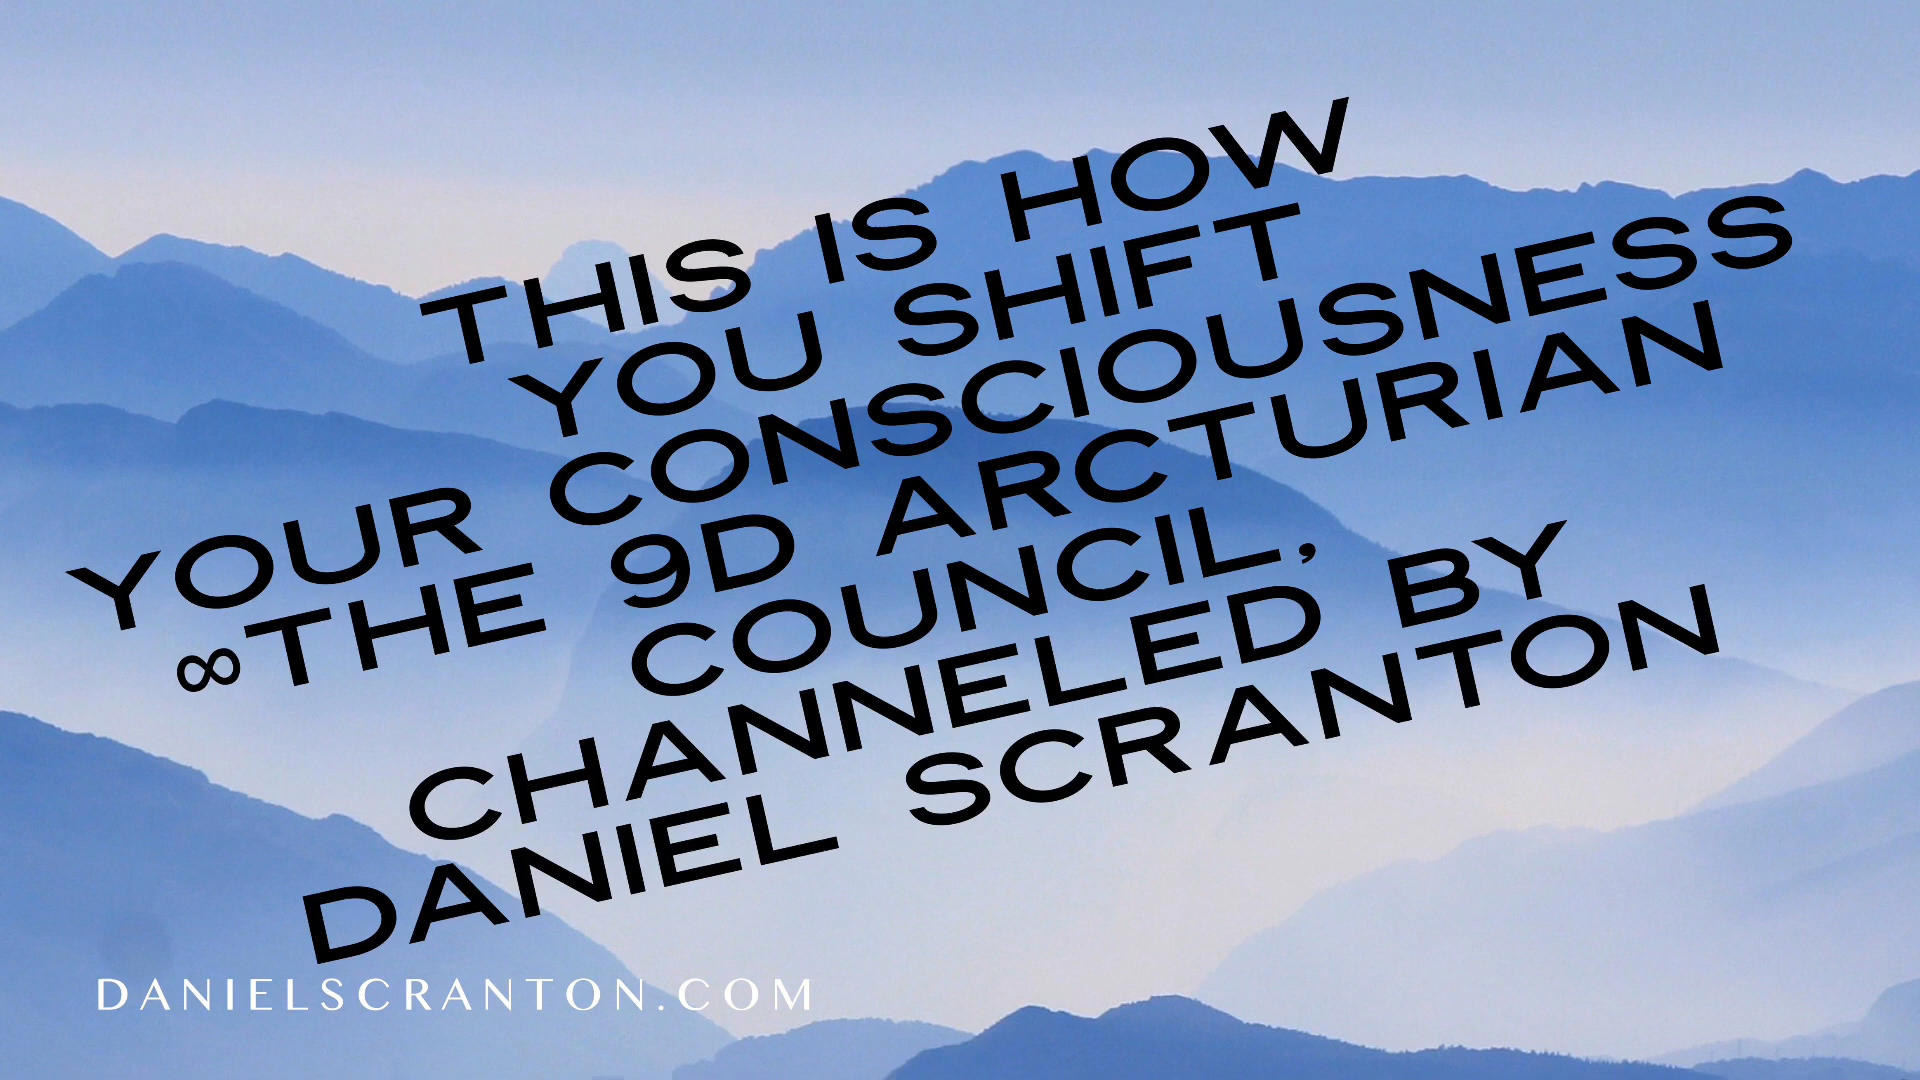 THIS IS HOW
YOU SHIFT
YOUR CONSCIOUSNESS
∞THE 9D ARCTURIAN
COUNCIL,
CHANNELED BY
DANIEL SCRANTON
DANIELSCRANTON.COM